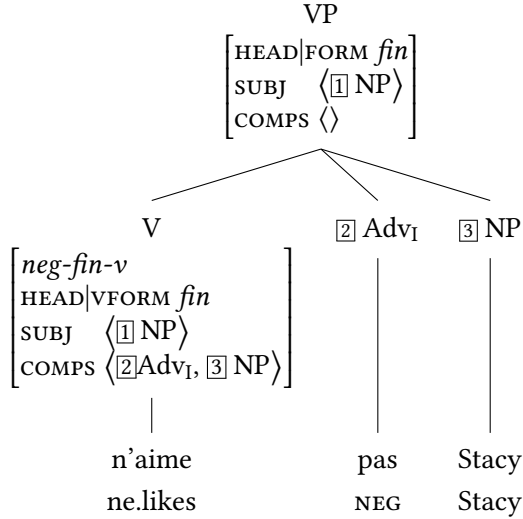 VP
[HEAD|FORM fin
SUBJ ⟨[1] NP⟩
COMPS ⟨⟩]
V [2] Adv_I [3] NP
[neg-fin-v
HEAD|VFORM fin
SUBJ ⟨[1] NP⟩
COMPS ⟨[2]Adv_I, [3] NP⟩]
n'aime pas Stacy
ne.likes NEG Stacy